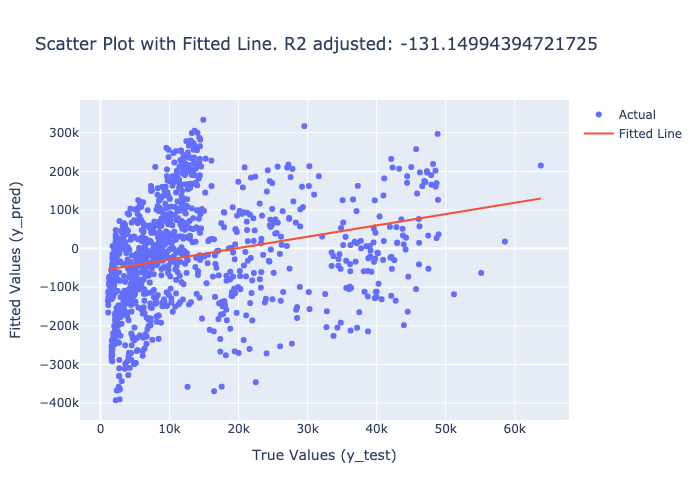 Scatter Plot with Fitted Line. R2 adjusted: -131.14994394721725
Actual
Fitted Line
300k
200k
100k
0
−100k
−200k
−300k
−400k
Fitted Values (y_pred)
0
10k
20k
30k
40k
50k
60k
True Values (y_test)